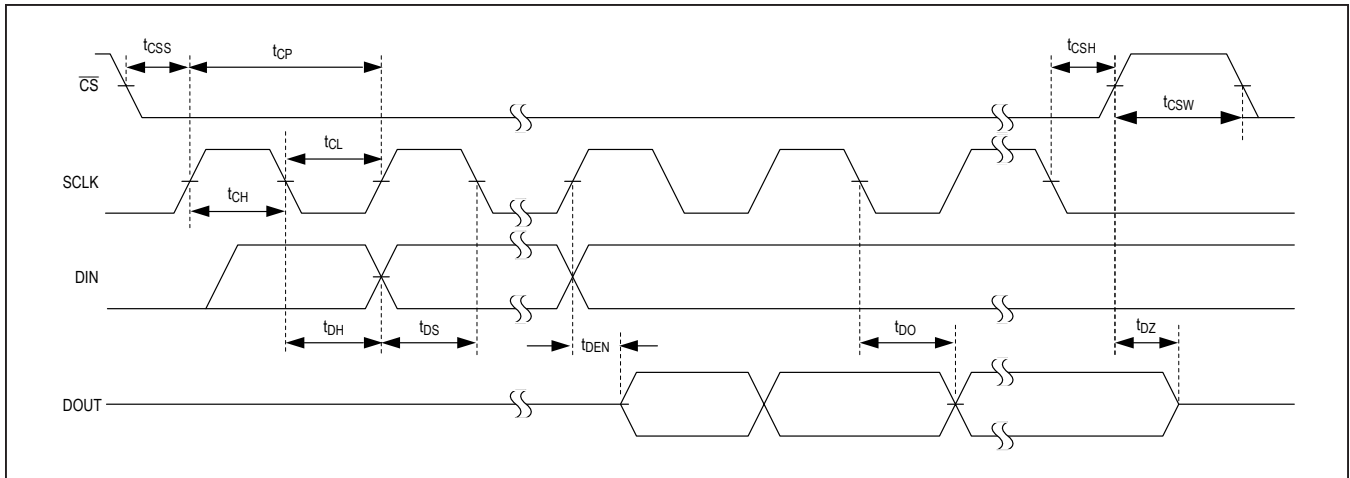 tCSS
tCP
tCSH
CS
tCSW
tCL
SCLK
tCH
DIN
tDH
tDS
tDEN
tDO
tDZ
DOUT